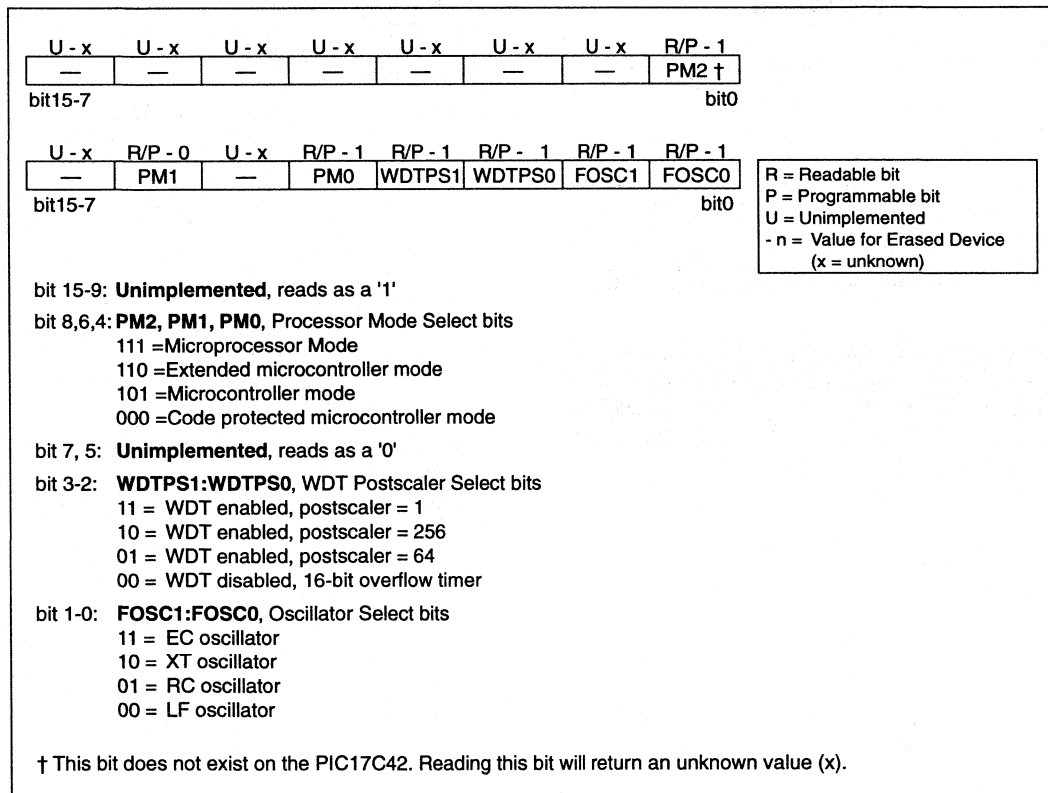 U - x U - x U - x U - x U - x U - x U - x R/P - 1
— — — — — — — PM2 †
bit15-7 bit0
U - x R/P - 0 U - x R/P - 1 R/P - 1 R/P - 1 R/P - 1 R/P - 1
— PM1 — PM0 WDTPS1 WDTPS0 FOSC1 FOSC0
bit15-7 bit0
R = Readable bit
P = Programmable bit
U = Unimplemented
- n = Value for Erased Device
(x = unknown)
bit 15-9: Unimplemented, reads as a '1'
bit 8,6,4: PM2, PM1, PM0, Processor Mode Select bits
111 =Microprocessor Mode
110 =Extended microcontroller mode
101 =Microcontroller mode
000 =Code protected microcontroller mode
bit 7, 5: Unimplemented, reads as a '0'
bit 3-2: WDTPS1:WDTPS0, WDT Postscaler Select bits
11 = WDT enabled, postscaler = 1
10 = WDT enabled, postscaler = 256
01 = WDT enabled, postscaler = 64
00 = WDT disabled, 16-bit overflow timer
bit 1-0: FOSC1:FOSC0, Oscillator Select bits
11 = EC oscillator
10 = XT oscillator
01 = RC oscillator
00 = LF oscillator
† This bit does not exist on the PIC17C42. Reading this bit will return an unknown value (x).